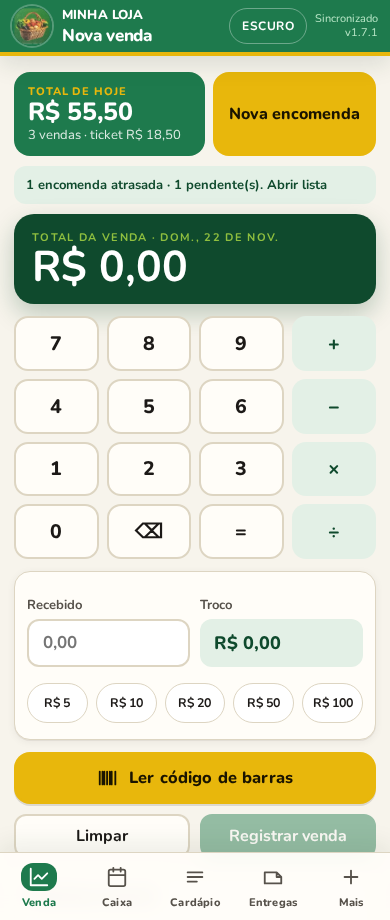 MINHA LOJA
Nova venda
ESCURO
Sincronizado
v1.7.1
TOTAL DE HOJE
R$ 55,50
3 vendas · ticket R$ 18,50
Nova encomenda
1 encomenda atrasada · 1 pendente(s). Abrir lista
TOTAL DA VENDA · DOM., 22 DE NOV.
R$ 0,00
7 8 9 +
4 5 6 −
1 2 3 ×
0 ⌫ = ÷
Recebido Troco
0,00 R$ 0,00
R$ 5 R$ 10 R$ 20 R$ 50 R$ 100
Ler código de barras
Limpar Registrar venda
Venda Caixa Cardápio Entregas Mais